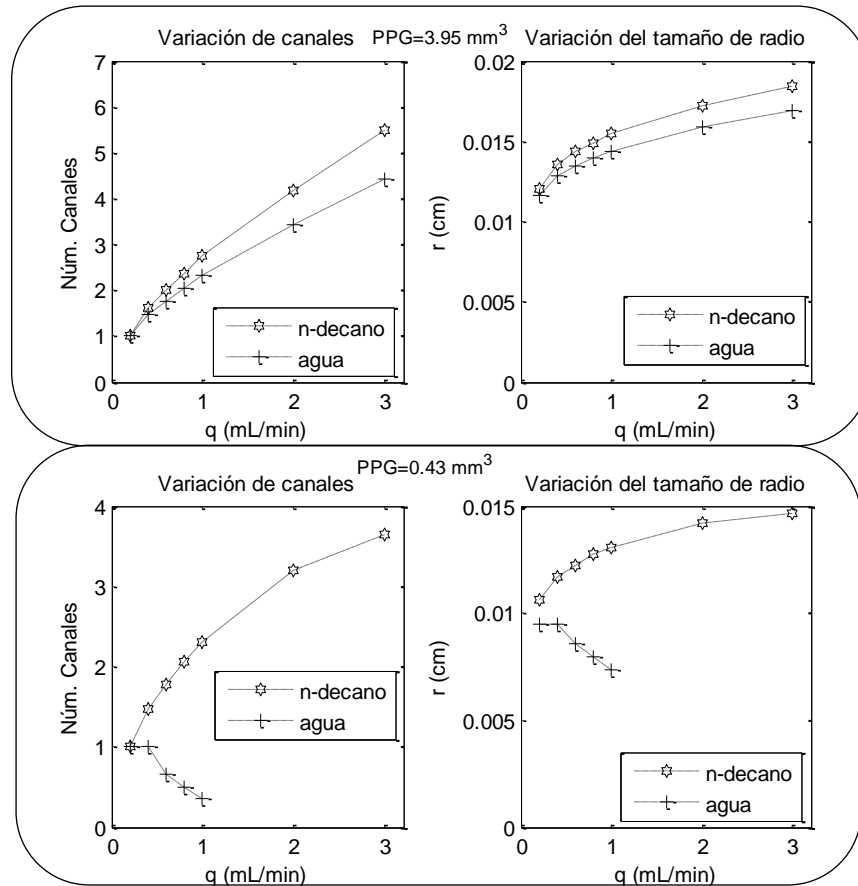 Variación de canales PPG=3.95 mm³ Variación del tamaño de radio
7
6
5
4
3
2
1
0
Núm. Canales
n-decano
agua
0 1 2 3
q (mL/min)
0.02
0.015
0.01
0.005
0
r (cm)
n-decano
agua
0 1 2 3
q (mL/min)
PPG=0.43 mm³
Variación de canales
4
3
2
1
0
Núm. Canales
n-decano
agua
0 1 2 3
q (mL/min)
Variación del tamaño de radio
0.015
0.01
0.005
0
r (cm)
n-decano
agua
0 1 2 3
q (mL/min)